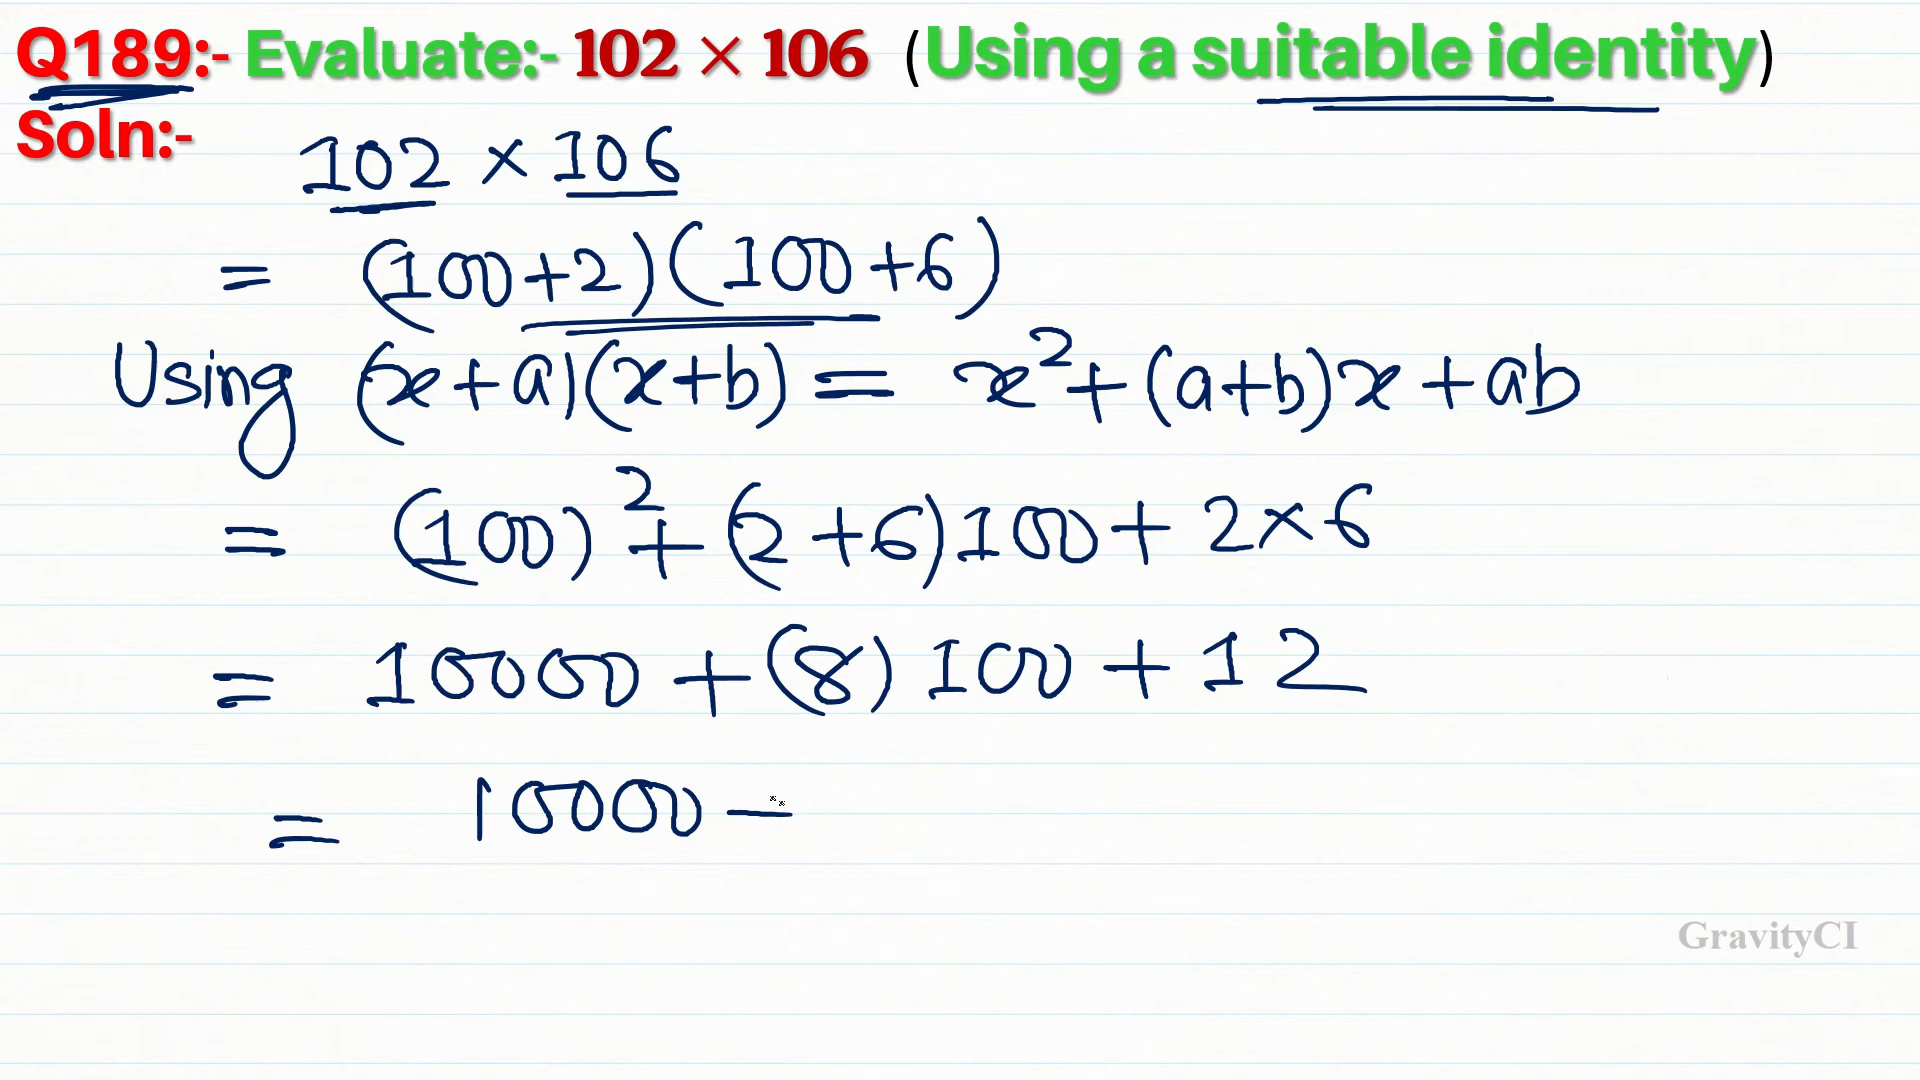 Q189:- Evaluate:- 102 × 106 (Using a suitable identity)
Soln:-
102 × 106
= (100+2)(100+6)
Using (x+a)(x+b) = x²+(a+b)x+ab
= (100)²+(2+6)100+2×6
= 10000+(8)100+12
= 10000 –
GravityCI